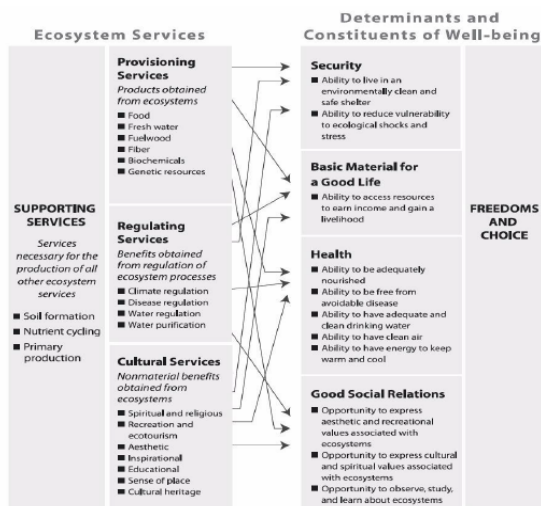 Ecosystem Services
Determinants and
Constituents of Well-being
SUPPORTING
SERVICES
Services
necessary for the
production of all
other ecosystem
services
■ Soil formation
■ Nutrient cycling
■ Primary
production
Provisioning
Services
Products obtained
from ecosystems
■ Food
■ Fresh water
■ Fuelwood
■ Fiber
■ Biochemicals
■ Genetic resources
Regulating
Services
Benefits obtained
from regulation of
ecosystem processes
■ Climate regulation
■ Disease regulation
■ Water regulation
■ Water purification
Cultural Services
Nonmaterial benefits
obtained from
ecosystems
■ Spiritual and religious
■ Recreation and
ecotourism
■ Aesthetic
■ Inspirational
■ Educational
■ Sense of place
■ Cultural heritage
Security
■ Ability to live in an
environmentally clean and
safe shelter
■ Ability to reduce vulnerability
to ecological shocks and
stress
Basic Material for
a Good Life
■ Ability to access resources
to earn income and gain a
livelihood
Health
■ Ability to be adequately
nourished
■ Ability to be free from
avoidable disease
■ Ability to have adequate and
clean drinking water
■ Ability to have clean air
■ Ability to have energy to keep
warm and cool
Good Social Relations
■ Opportunity to express
aesthetic and recreational
values associated with
ecosystems
■ Opportunity to express cultural
and spiritual values associated
with ecosystems
■ Opportunity to observe, study,
and learn about ecosystems
FREEDOMS
AND
CHOICE